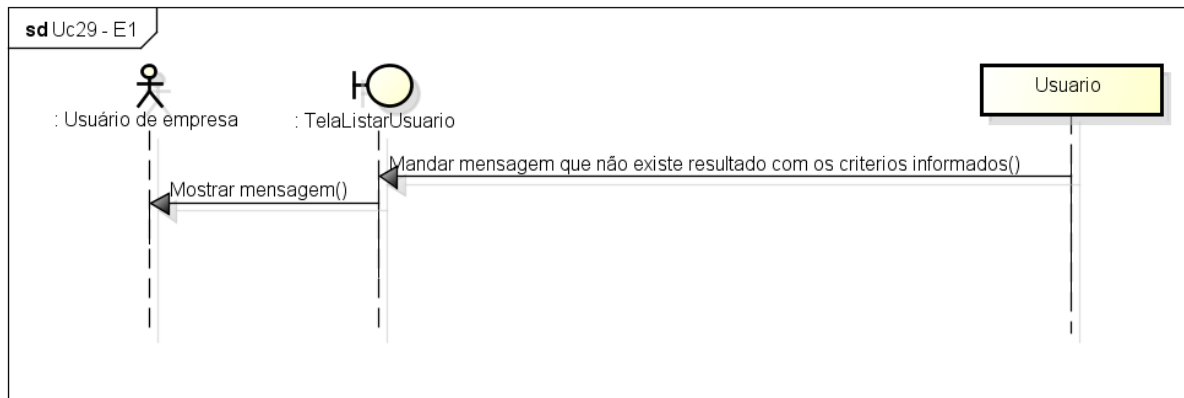 sd Uc29 - E1
: Usuário de empresa
: TelaListarUsuario
Usuario
Mandar mensagem que não existe resultado com os criterios informados()
Mostrar mensagem()